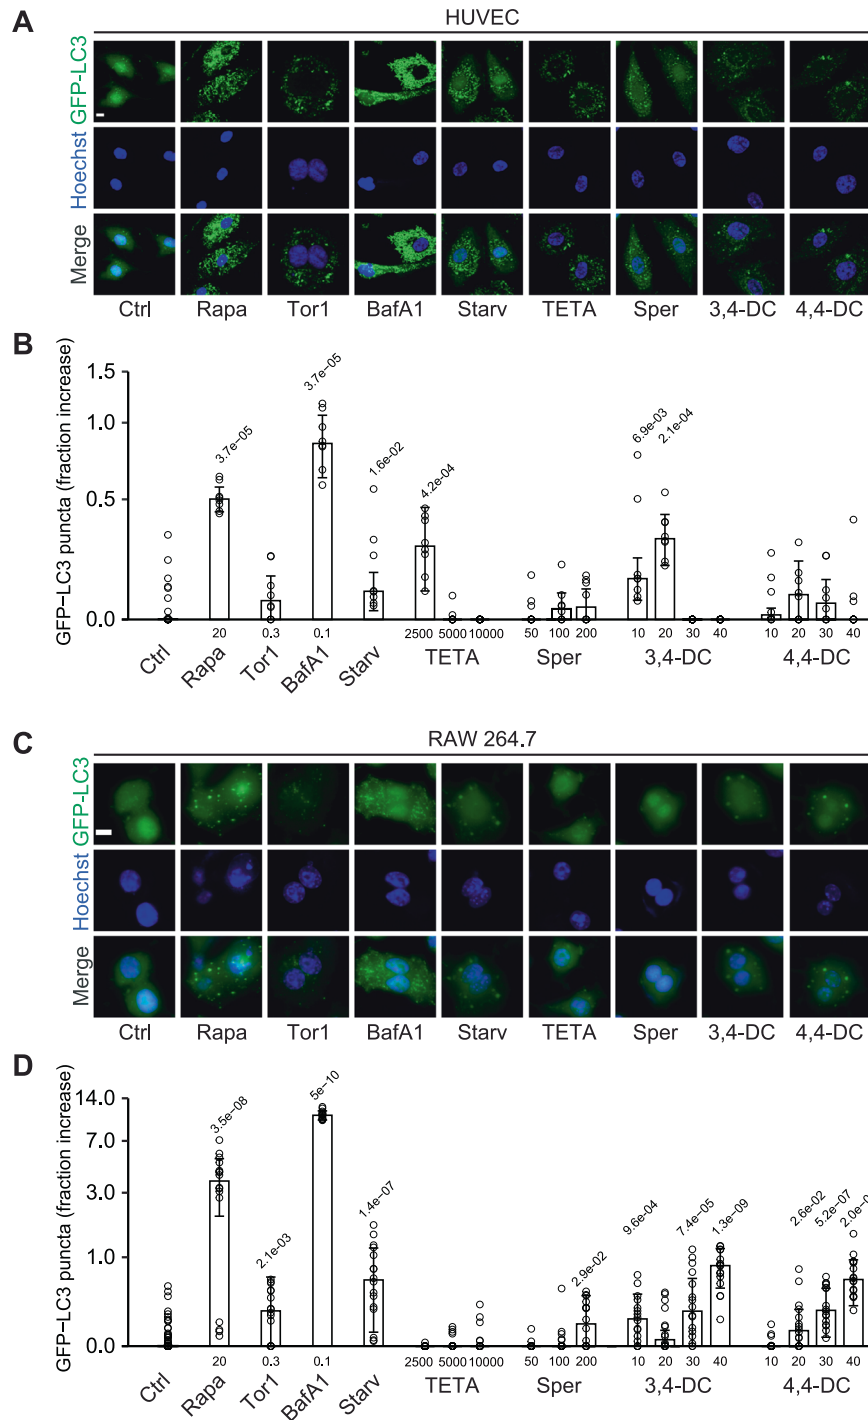 A
HUVEC
GFP-LC3
Hoechst
Merge
Ctrl Rapa Tor1 BafA1 Starv TETA Sper 3,4-DC 4,4-DC
B
GFP−LC3 puncta (fraction increase)
1.5
1.0
0.5
0.0
3.7e−05
3.7e−05
1.6e−02
4.2e−04
6.9e−03
2.1e−04
20 0.3 0.1 2500 5000 10000 50 100 200 10 20 30 40 10 20 30 40
Ctrl Rapa Tor1 BafA1 Starv TETA Sper 3,4-DC 4,4-DC
C
RAW 264.7
GFP-LC3
Hoechst
Merge
Ctrl Rapa Tor1 BafA1 Starv TETA Sper 3,4-DC 4,4-DC
D
GFP−LC3 puncta (fraction increase)
14.0
7.0
3.0
1.0
0.0
3.5e−08
2.1e−03
5e−10
1.4e−07
2.9e−02
9.6e−04
7.4e−05
1.3e−09
2.6e−02
5.2e−07
20 0.3 0.1 2500 5000 10000 50 100 200 10 20 30 40 10 20 30 40
Ctrl Rapa Tor1 BafA1 Starv TETA Sper 3,4-DC 4,4-DC